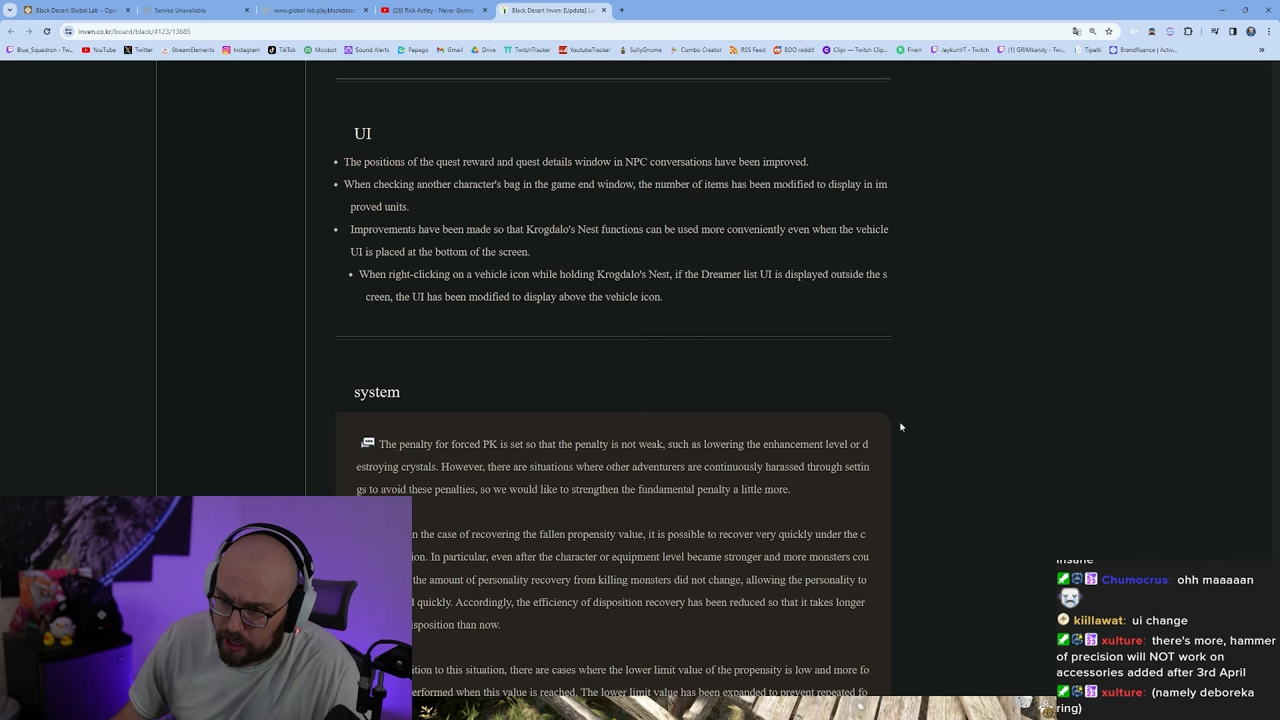 Black Desert Global Lab – Open
Service Unavailable
www.global-lab.playblackdeser
(26) Rick Astley - Never Gonna
Black Desert Inven: [Update] La
inven.co.kr/board/black/4123/13685
Blue_Squadron - Tw...
YouTube
Twitter
StreamElements
Instagram
TikTok
Moobot
Sound Alerts
Papago
Gmail
Drive
TwitchTracker
YoutubeTracker
SullyGnome
Combo Creator
RSS Feed
BDO reddit
Clipr — Twitch Clip...
Fiverr
JaykunVT - Twitch
(1) GRIMkandy - Twi...
Tipalti
Brandfluence | Activ...
UI
The positions of the quest reward and quest details window in NPC conversations have been improved.
When checking another character's bag in the game end window, the number of items has been modified to display in im
proved units.
Improvements have been made so that Krogdalo's Nest functions can be used more conveniently even when the vehicle
UI is placed at the bottom of the screen.
When right-clicking on a vehicle icon while holding Krogdalo's Nest, if the Dreamer list UI is displayed outside the s
creen, the UI has been modified to display above the vehicle icon.
system
The penalty for forced PK is set so that the penalty is not weak, such as lowering the enhancement level or d
estroying crystals. However, there are situations where other adventurers are continuously harassed through settin
gs to avoid these penalties, so we would like to strengthen the fundamental penalty a little more.
n the case of recovering the fallen propensity value, it is possible to recover very quickly under the c
ion. In particular, even after the character or equipment level became stronger and more monsters cou
the amount of personality recovery from killing monsters did not change, allowing the personality to
d quickly. Accordingly, the efficiency of disposition recovery has been reduced so that it takes longer
isposition than now.
ition to this situation, there are cases where the lower limit value of the propensity is low and more fo
erformed when this value is reached. The lower limit value has been expanded to prevent repeated fo
insane
Chumocrus: ohh maaaaan
kiillawat: ui change
xulture: there's more, hammer
of precision will NOT work on
accessories added after 3rd April
xulture: (namely deboreka
ring)